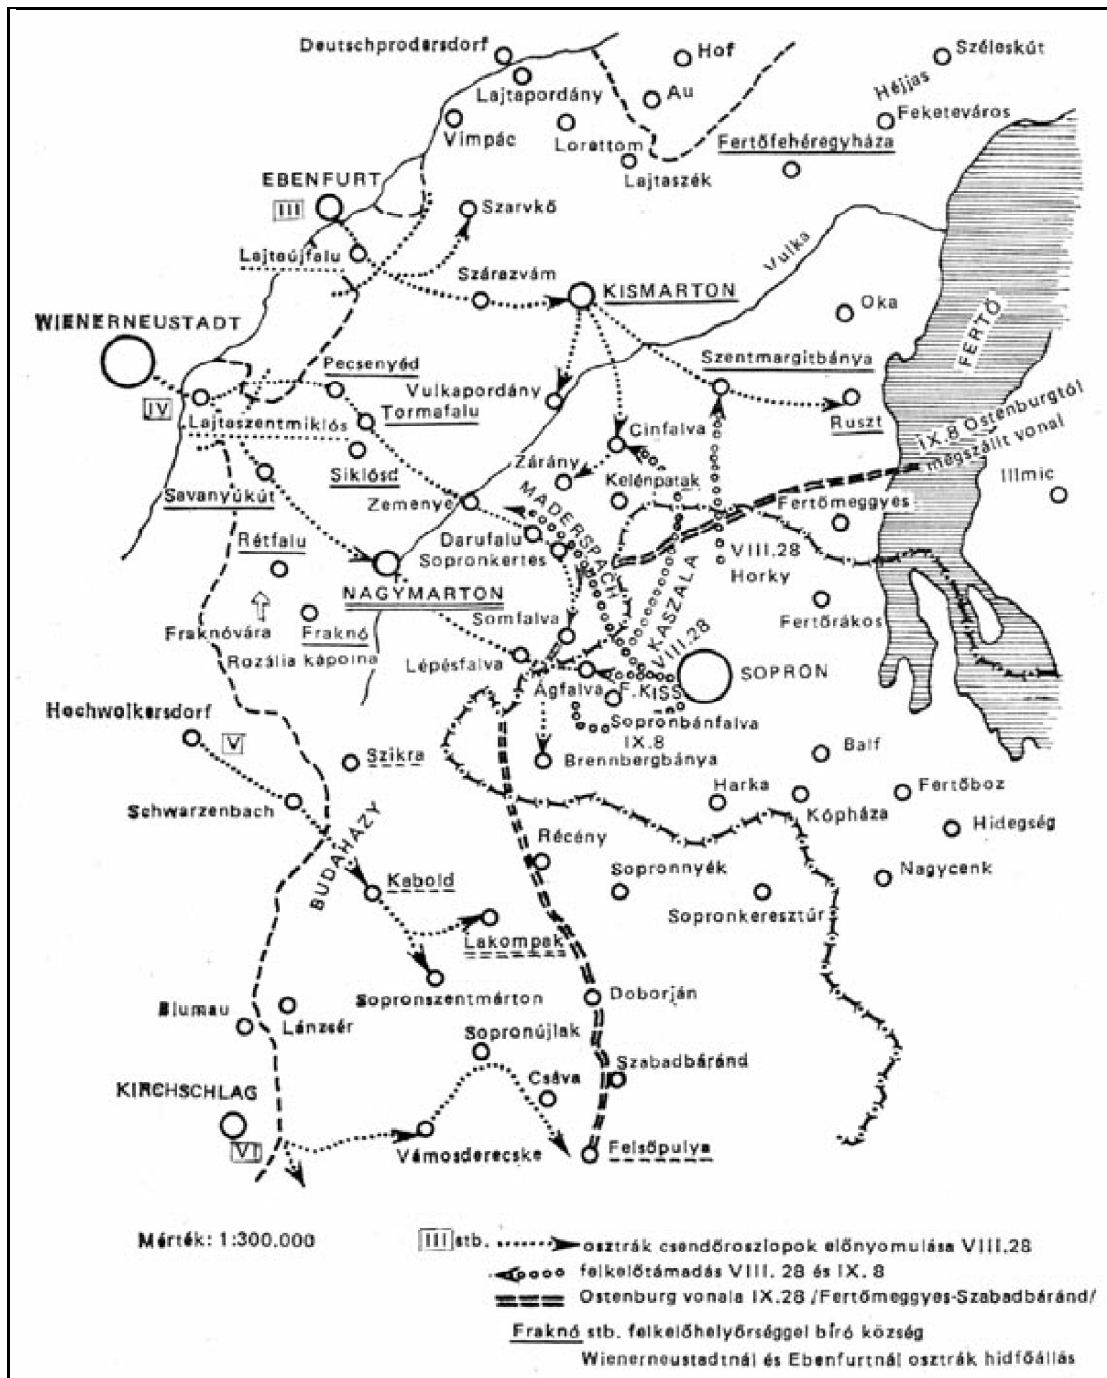 Deutschprodersdorf
Hof
Széleskút
Lajtapordány
Au
Héjjas
Feketeváros
Vimpác
Lorettom
Fertőfehéregyháza
Lajtaszék
EBENFURT
III
Szarvkő
Lajtaújfalu
Vulka
Szárazvám
KISMARTON
Oka
FERTŐ
WIENERNEUSTADT
Pecsenyéd
Szentmargitbánya
Vulkapordány
IV
Lajtaszentmiklós
Tormafalu
Ruszt
Cinfalva
IX.8 Ostenburgtól
megszállt vonal
Siklósd
Zárány
Kelénpatak
Illmic
Savanyúkút
Zemenye
MADERSPACH
Fertőmeggyes
Darufalu
Sopronkertes
Rétfalu
VIII.28
Horky
KASZALA
VIII.28
NAGYMARTON
Somfalva
Fertőrákos
Fraknóvára
Fraknó
Rozália kápolna
Lépésfalva
SOPRON
Ágfalva
F. KISS
Hochwolkersdorf
Sopronbánfalva
IX.8
V
Balf
Szikra
Brennbergbánya
Harka
Fertőboz
Schwarzenbach
Kópháza
Hidegség
BUDAHÁZY
Récény
Kabold
Sopronnyék
Nagycenk
Sopronkeresztúr
Lakompak
Sopronszentmárton
Doborján
Blumau
Lánzsér
Sopronújlak
Szabadbáránd
Csáva
KIRCHSCHLAG
VI
Vámosderecske
Felsőpulya
Mérték: 1:300.000
III stb. osztrák csendőroszlopok előnyomulása VIII.28
felkelőtámadás VIII. 28 és IX. 8
Ostenburg vonala IX.28 /Fertőmeggyes-Szabadbáránd/
Fraknó stb. felkelőhelyőrséggel bíró község
Wienerneustadtnál és Ebenfurtnál osztrák hídfőállás